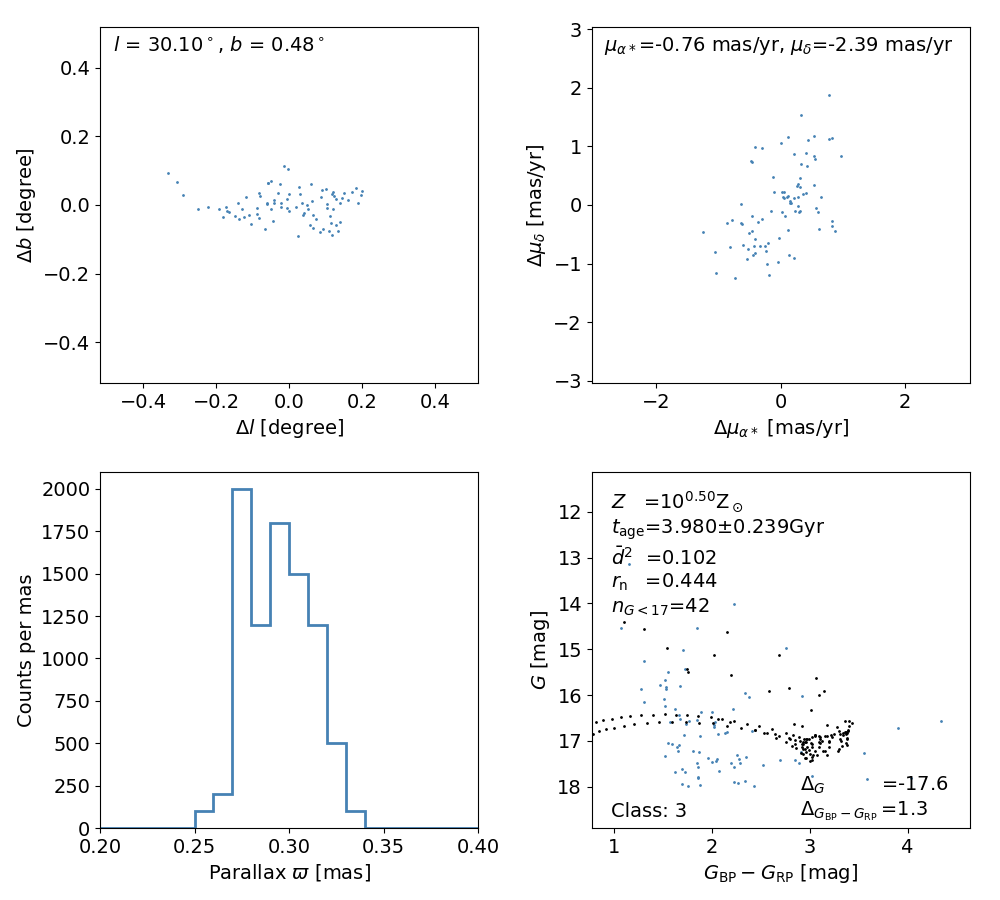 l = 30.10°, b = 0.48°
0.4
0.2
0.0
−0.2
−0.4
Δb [degree]
−0.4 −0.2 0.0 0.2 0.4
Δl [degree]
μα∗=-0.76 mas/yr, μδ=-2.39 mas/yr
3
2
1
0
−1
−2
−3
Δμδ [mas/yr]
−2 0 2
Δμα∗ [mas/yr]
2000
1750
1500
1250
1000
750
500
250
0
Counts per mas
0.20 0.25 0.30 0.35 0.40
Parallax ϖ [mas]
Z =10^0.50 Z⊙
t_age=3.980±0.239Gyr
d̄² =0.102
r_n =0.444
n_G<17=42
12
13
14
15
16
17
18
G [mag]
Δ_G =-17.6
Class: 3
Δ_GBP−GRP=1.3
1 2 3 4
G_BP − G_RP [mag]